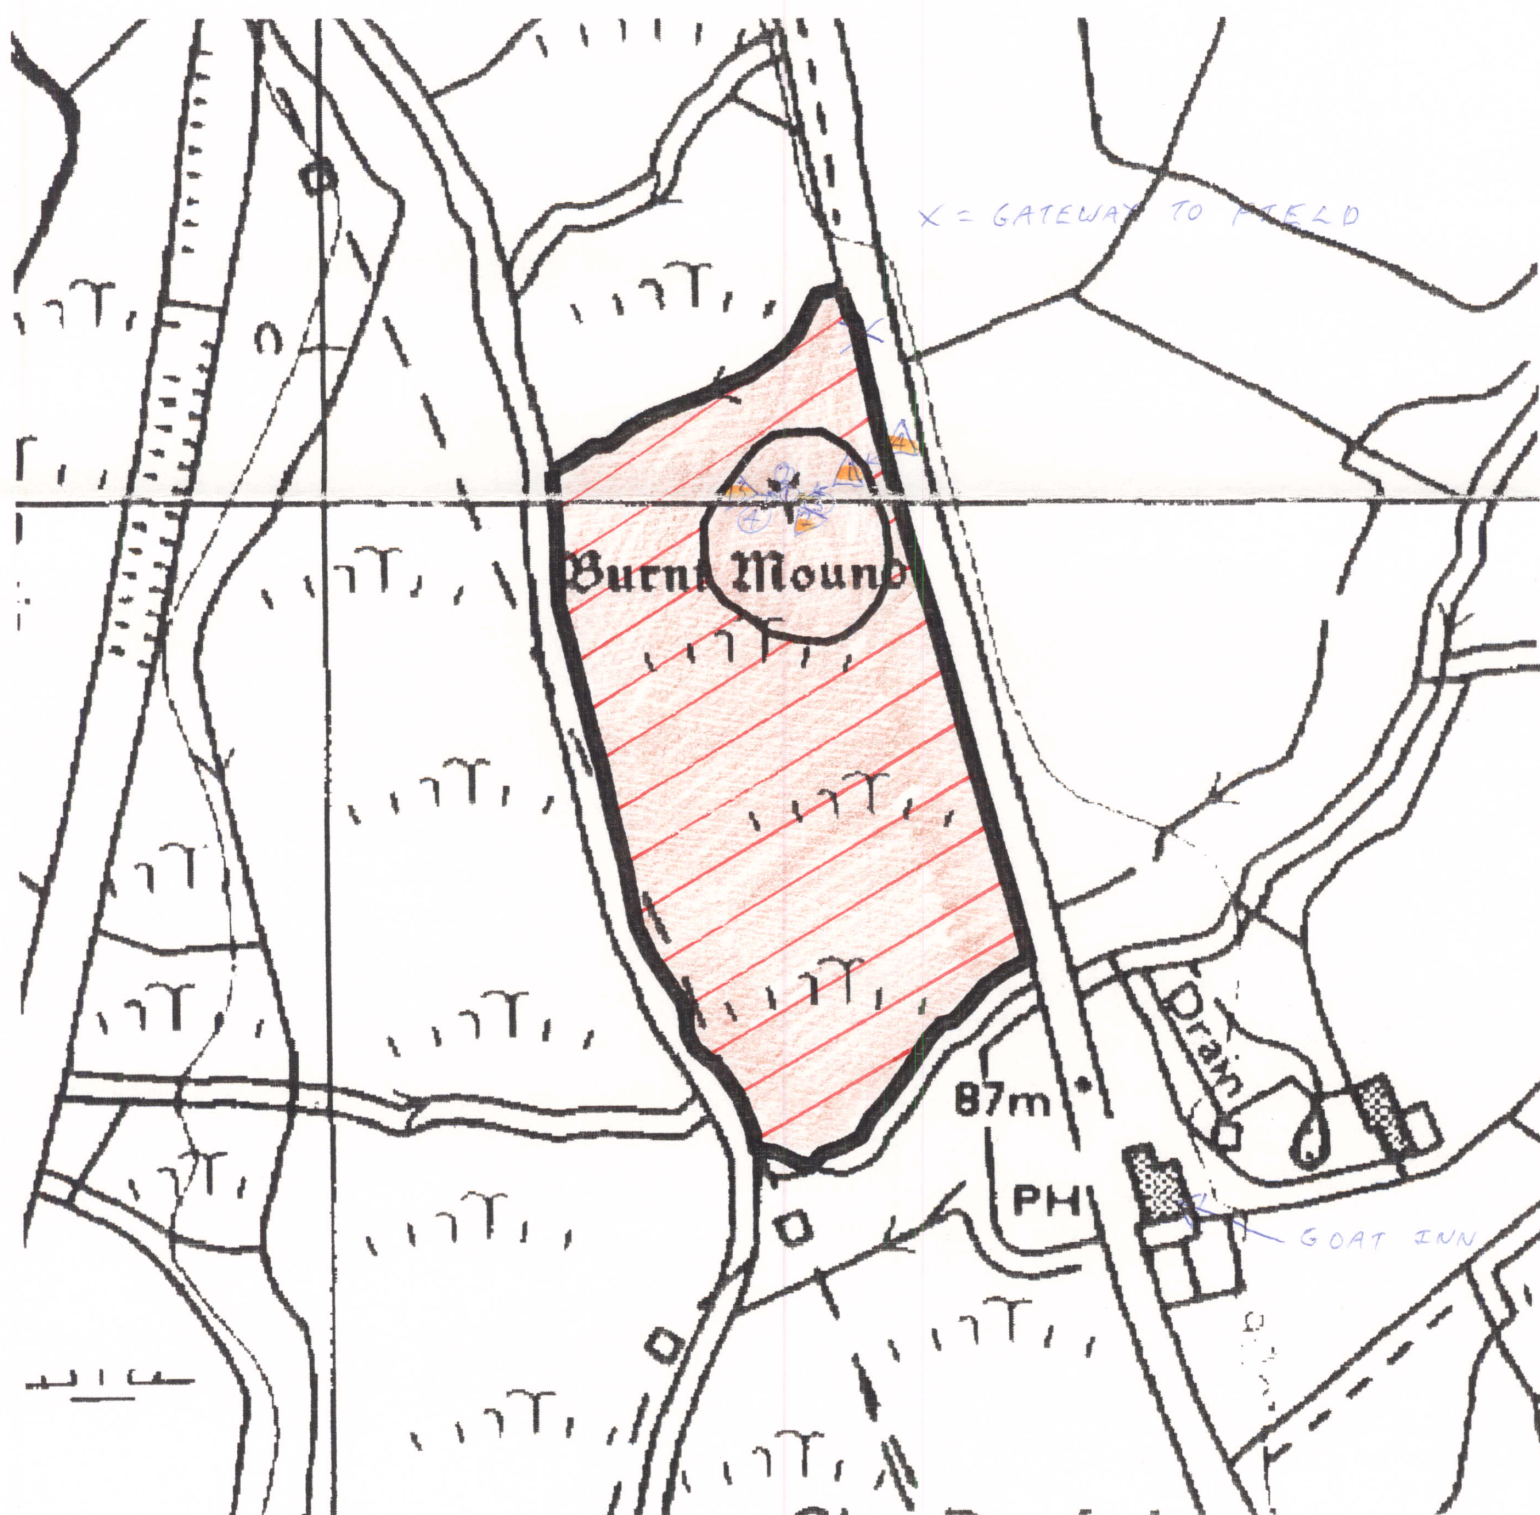 X = GATEWAY TO FIELD
Burnt Mound
Drain
87m
PH
GOAT INN